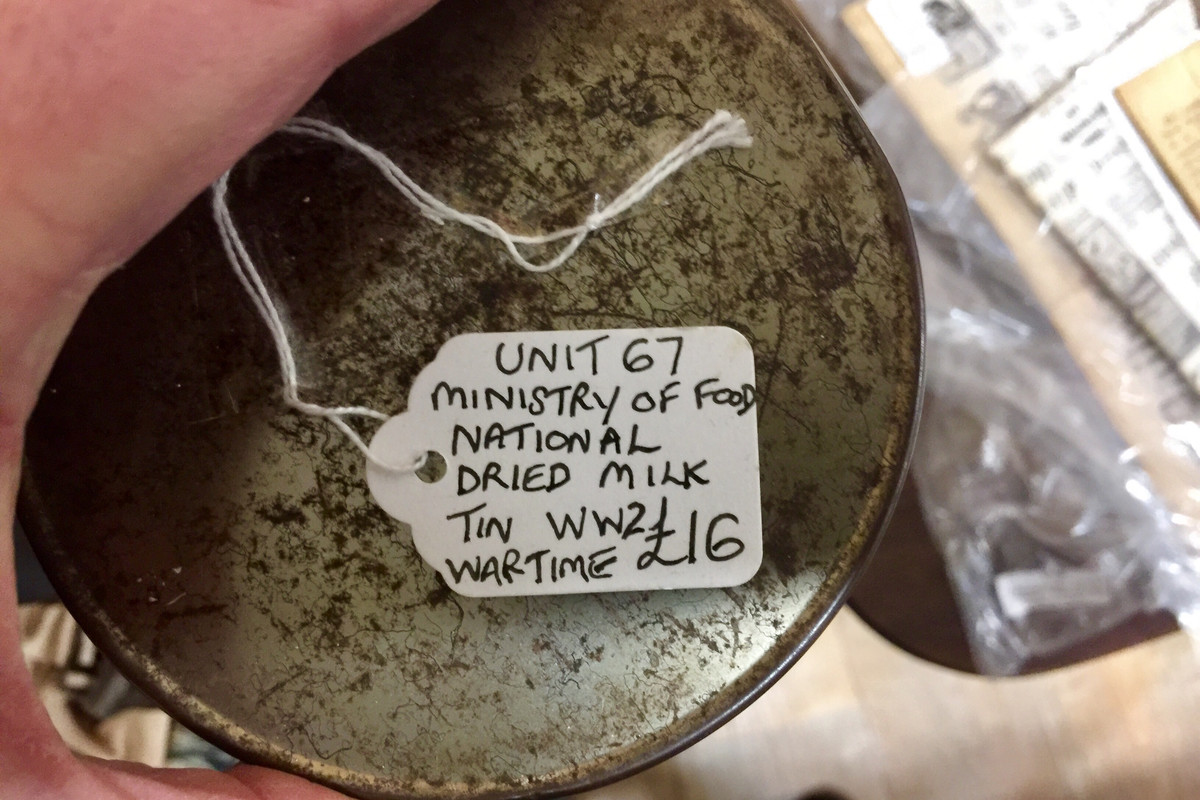 UNIT 67
MINISTRY OF FOOD
NATIONAL
DRIED MILK
TIN WW2
WARTIME £16